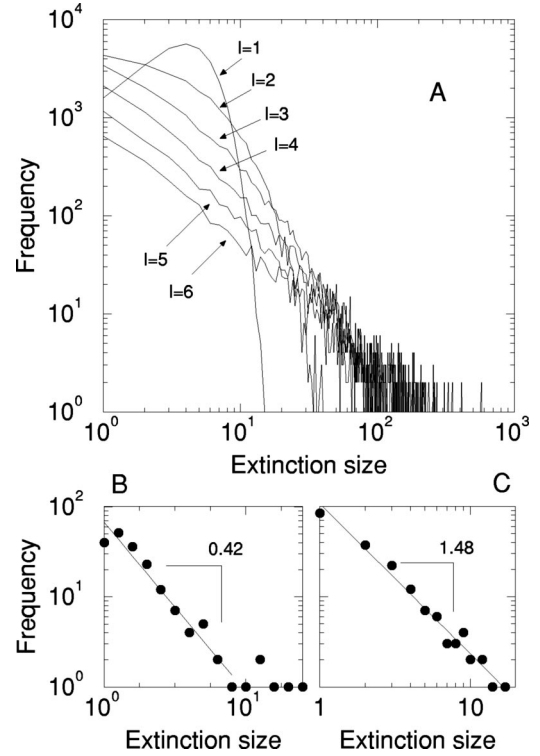 10^4
10^3
10^2
10^1
10^0
Frequency
A
l=1
l=2
l=3
l=4
l=5
l=6
10^0 10^1 10^2 10^3
Extinction size
B C
10^2
10^1
10^0
Frequency
0.42
1.48
10^0 10^1 1 10
Extinction size Extinction size